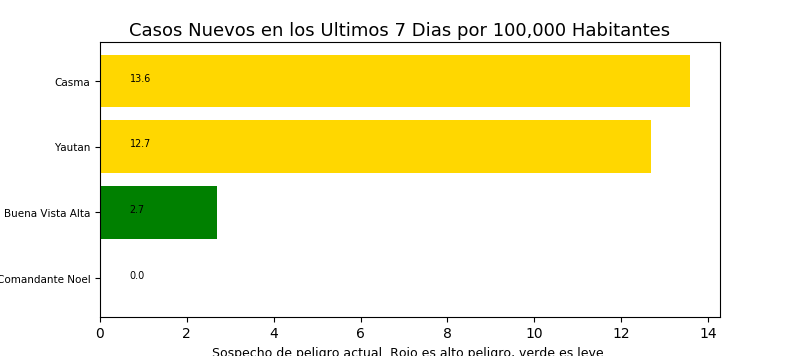 Casos Nuevos en los Ultimos 7 Dias por 100,000 Habitantes
Casma
13.6
Yautan
12.7
Buena Vista Alta
2.7
Comandante Noel
0.0
0 2 4 6 8 10 12 14
Sospecho de peligro actual. Rojo es alto peligro, verde es leve